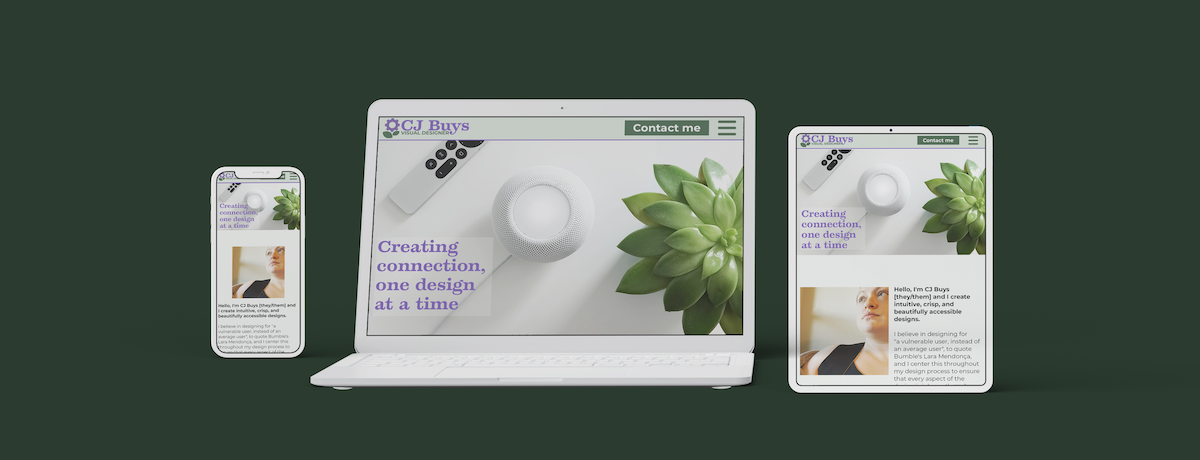 CJ
Creating
connection,
one design
at a time
Hello, I'm CJ Buys
[they/them] and
I create intuitive, crisp, and
beautifully accessible
designs.
I believe in designing for "a
vulnerable user, instead of an
average user", to quote Bumble's
Lara Mendonça, and I center this
throughout my design process to
CJ Buys
VISUAL DESIGNER
Contact me
Creating
connection,
one design
at a time
CJ Buys
VISUAL DESIGNER
Contact me
Creating
connection,
one design
at a time
Hello, I'm CJ Buys
[they/them] and I create
intuitive, crisp, and
beautifully accessible
designs.
I believe in designing for
"a vulnerable user, instead of
an average user", to quote
Bumble's Lara Mendonça,
and I center this throughout
my design process to ensure
that every aspect of the